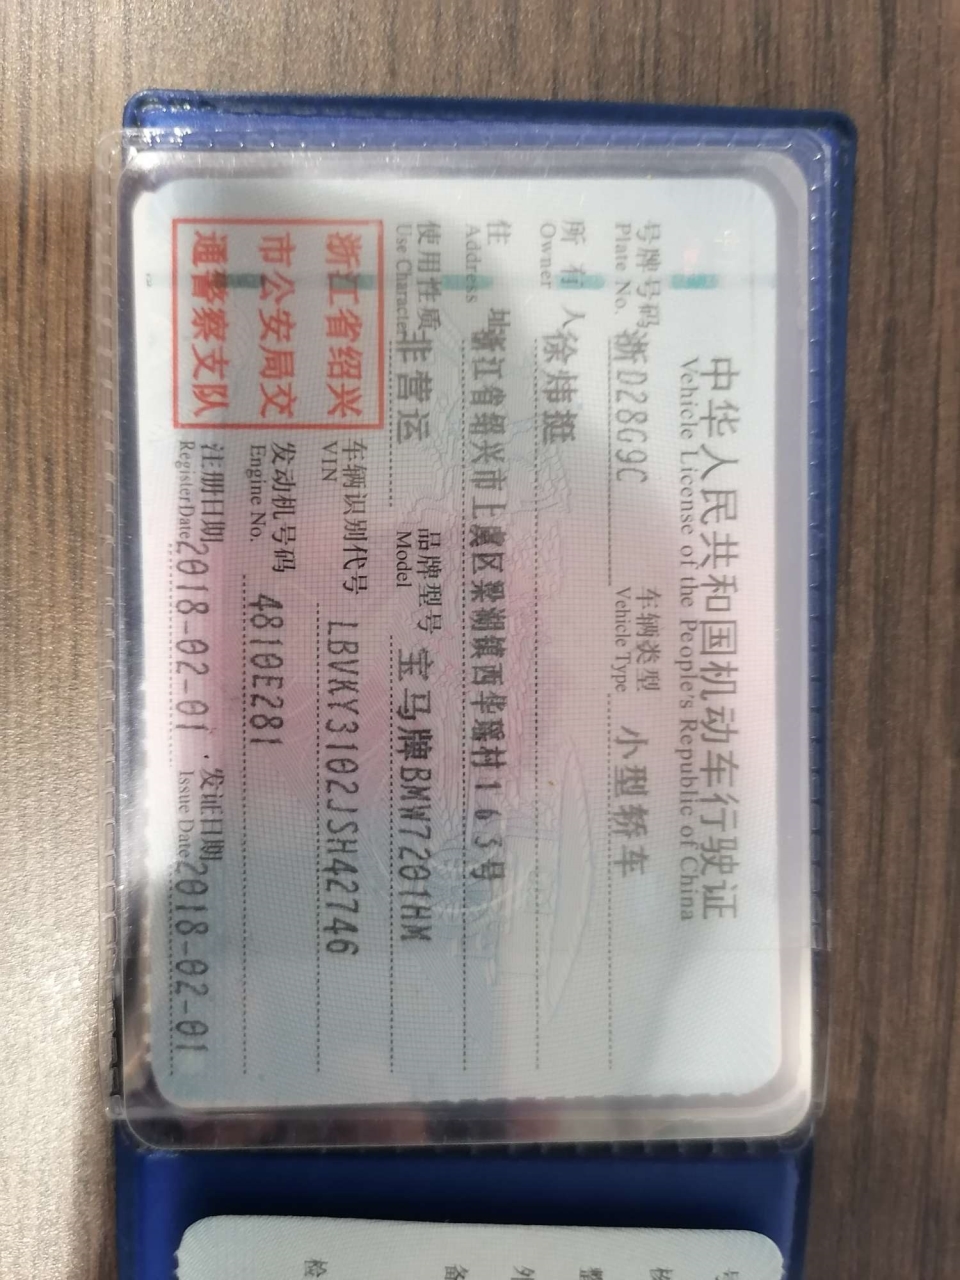 中华人民共和国机动车行驶证
Vehicle License of the People's Republic of China
号牌号码 浙D28G9C 车辆类型 小型轿车
Plate No. Vehicle Type
所有人 徐炜挺
Owner
住址 浙江省绍兴市上虞区梁湖镇西华瑶村163号
Address
使用性质 非营运 品牌型号 宝马牌BMW7201HM
Use Character Model
浙江省绍兴
市公安局交
通警察支队
车辆识别代号 LBVKY3102JSH42746
VIN
发动机号码 4810E281
Engine No.
注册日期 2018-02-01 发证日期 2018-02-01
Register Date Issue Date
整
外
备
检